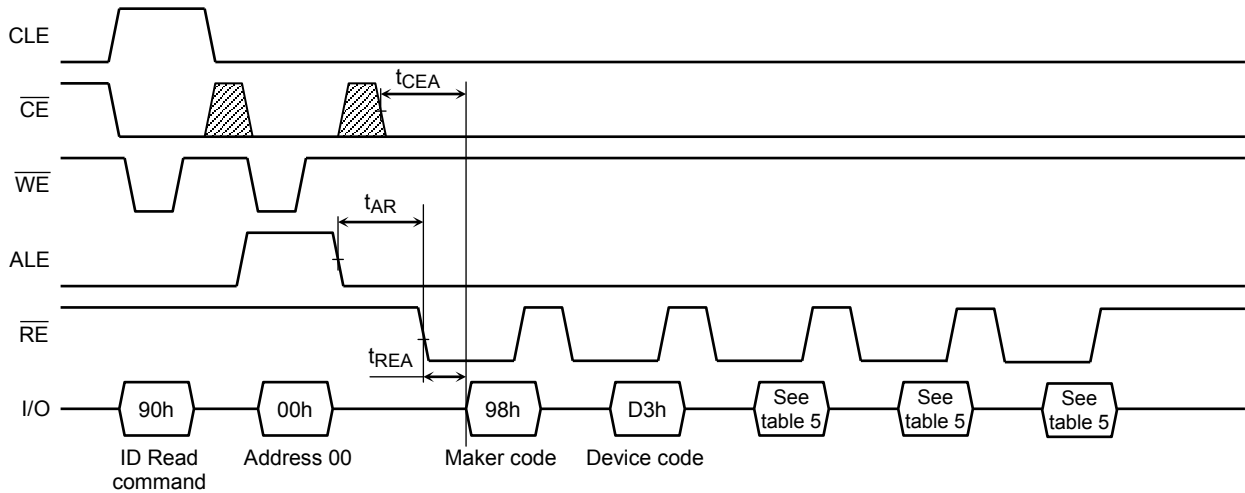 CLE
tCEA
CE
WE
tAR
ALE
RE
tREA
I/O
90h
00h
98h
D3h
See
table 5
See
table 5
See
table 5
ID Read
command
Address 00
Maker code
Device code